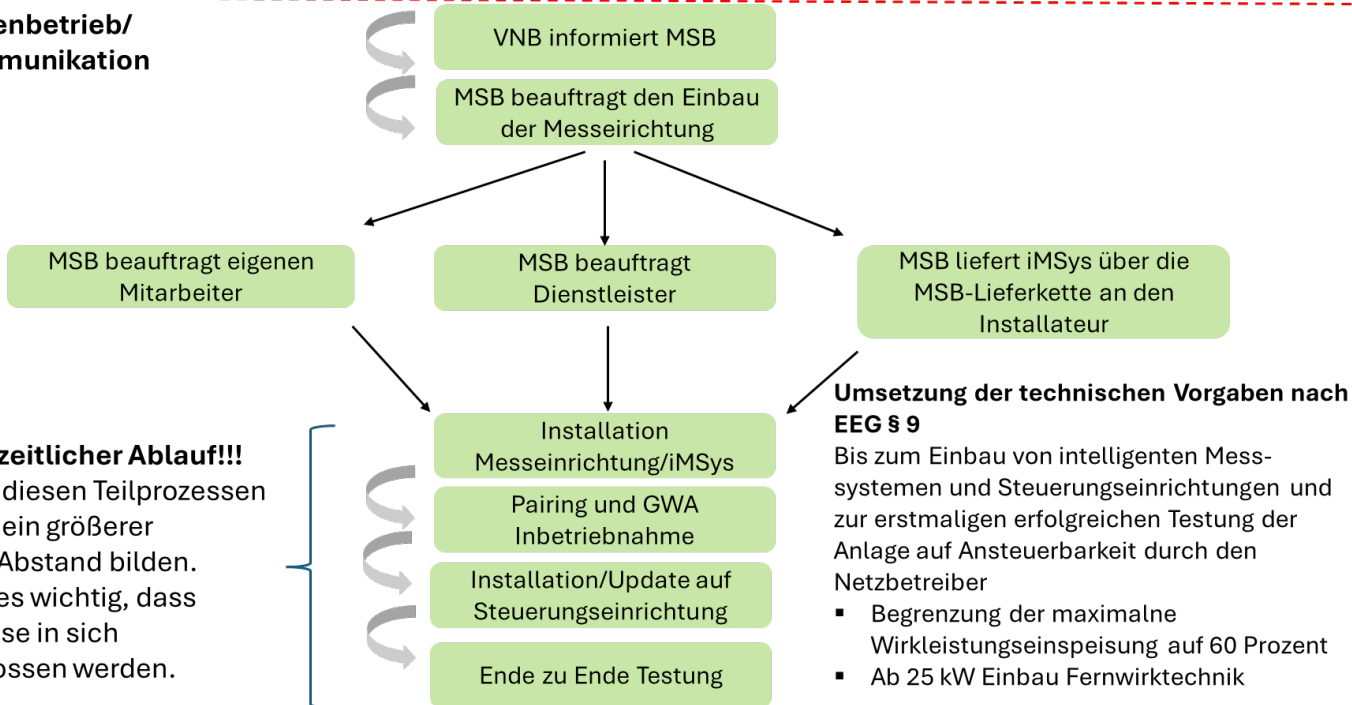 enbetrieb/
munikation
VNB informiert MSB
MSB beauftragt den Einbau
der Messeirichtung
MSB beauftragt eigenen
Mitarbeiter
MSB beauftragt
Dienstleister
MSB liefert iMSys über die
MSB-Lieferkette an den
Installateur
zeitlicher Ablauf!!!
diesen Teilprozessen
ein größerer
Abstand bilden.
es wichtig, dass
se in sich
ossen werden.
Installation
Messeinrichtung/iMSys
Pairing und GWA
Inbetriebnahme
Installation/Update auf
Steuerungseinrichtung
Ende zu Ende Testung
Umsetzung der technischen Vorgaben nach
EEG § 9
Bis zum Einbau von intelligenten Mess-
systemen und Steuerungseinrichtungen und
zur erstmaligen erfolgreichen Testung der
Anlage auf Ansteuerbarkeit durch den
Netzbetreiber
▪ Begrenzung der maximalne
Wirkleistungseinspeisung auf 60 Prozent
▪ Ab 25 kW Einbau Fernwirktechnik